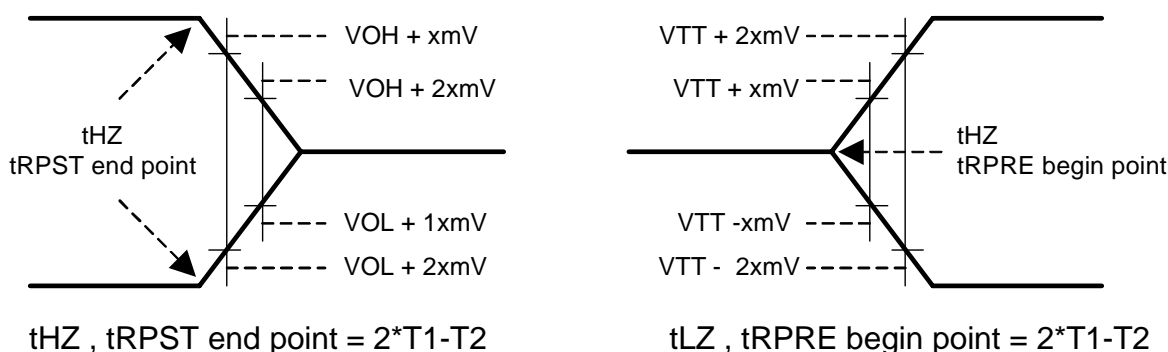 VOH + xmV
VOH + 2xmV
tHZ
tRPST end point
VOL + 1xmV
VOL + 2xmV
tHZ , tRPST end point = 2*T1-T2
VTT + 2xmV
VTT + xmV
tHZ
tRPRE begin point
VTT -xmV
VTT - 2xmV
tLZ , tRPRE begin point = 2*T1-T2